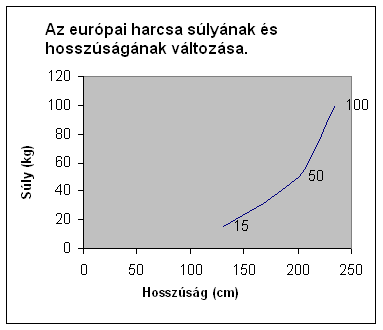 Az európai harcsa súlyának és
hosszúságának változása.
120
100
80
60
40
20
0
Súly (kg)
100
50
15
0 50 100 150 200 250
Hosszúság (cm)